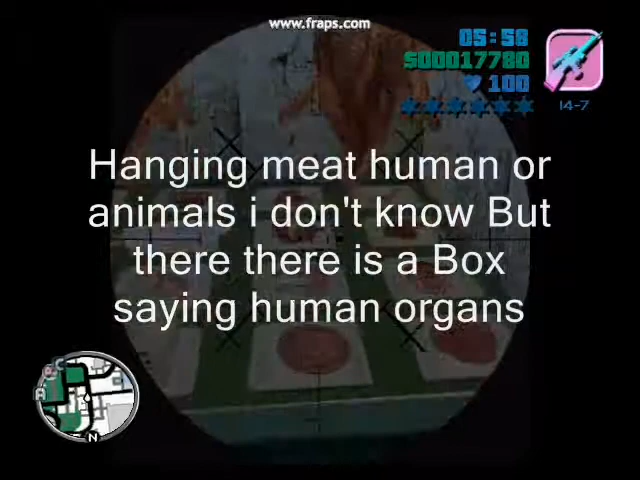 www.fraps.com
05:58
$00017780
100
14-7
Hanging meat human or
animals i don't know But
there there is a Box
saying human organs
C
A
N